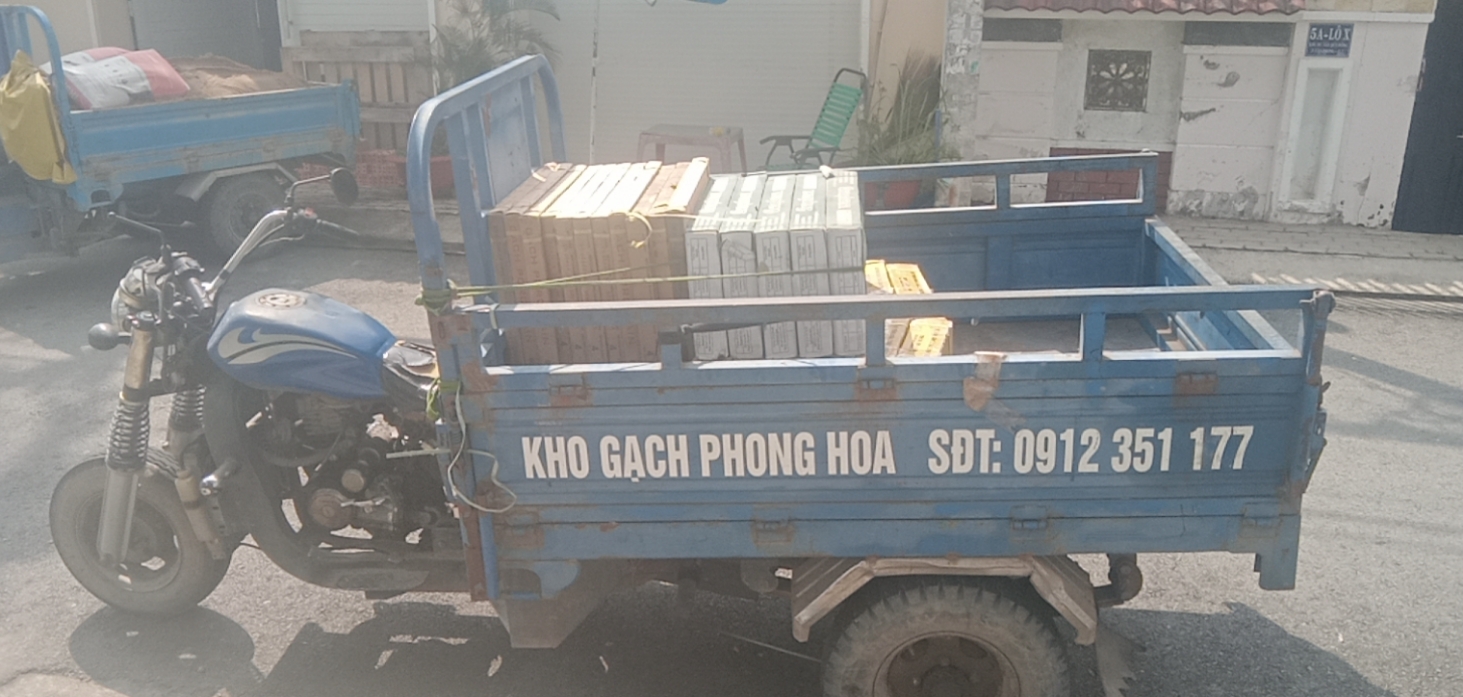 5A-LÔ X
KHO GẠCH PHONG HOA SĐT: 0912 351 177